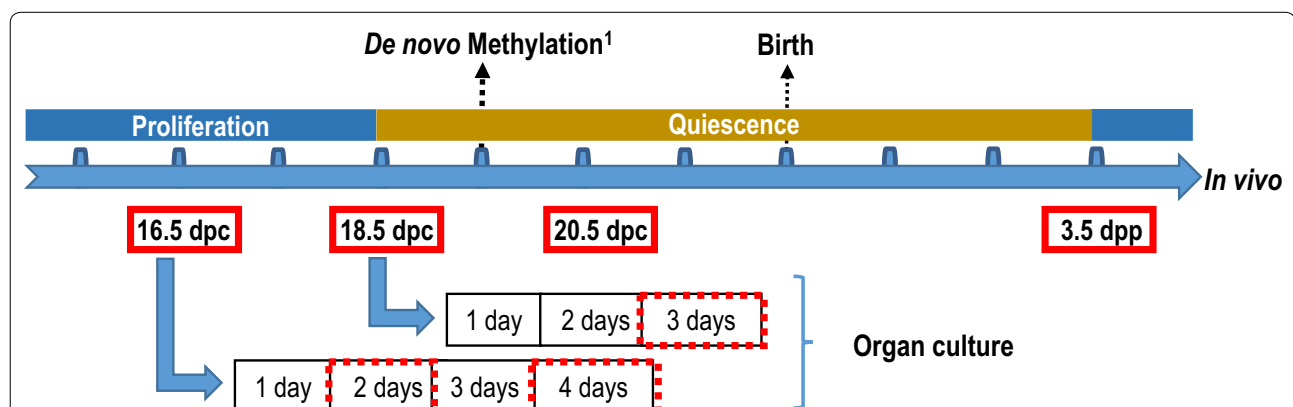 De novo Methylation¹ Birth
Proliferation Quiescence
In vivo
16.5 dpc 18.5 dpc 20.5 dpc 3.5 dpp
1 day 2 days 3 days
Organ culture
1 day 2 days 3 days 4 days